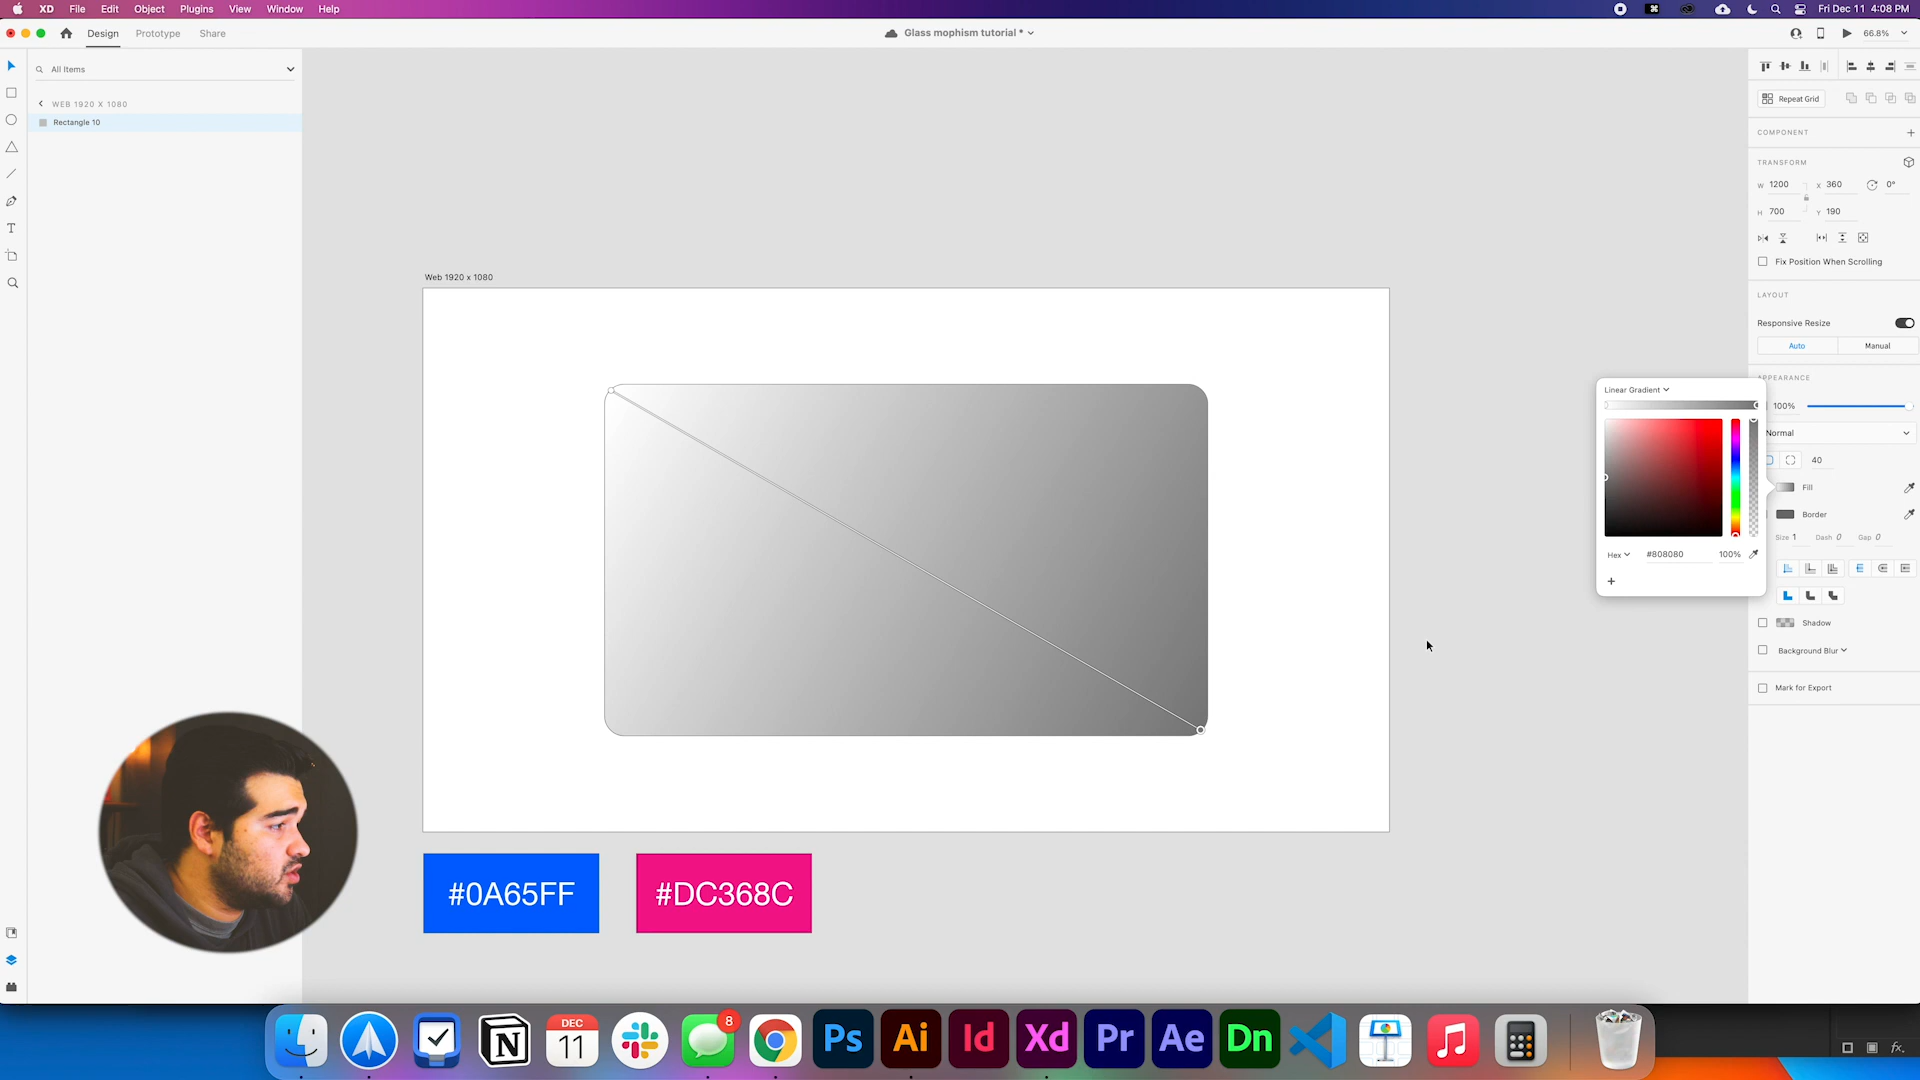 XD File Edit Object Plugins View Window Help
Fri Dec 11 4:08 PM
Design Prototype Share
Glass mophism tutorial *
66.8%
All Items
WEB 1920 X 1080
Rectangle 10
Repeat Grid
COMPONENT
TRANSFORM
W 1200 X 360 0°
H 700 Y 190
Fix Position When Scrolling
LAYOUT
Responsive Resize
Auto Manual
APPEARANCE
100%
Normal
40
Fill
Border
Size 1 Dash 0 Gap 0
Shadow
Background Blur
Mark for Export
Linear Gradient
Hex #808080 100%
+
Web 1920 x 1080
#0A65FF
#DC368C
DEC
11
8
Ps Ai Id Xd Pr Ae Dn
fx